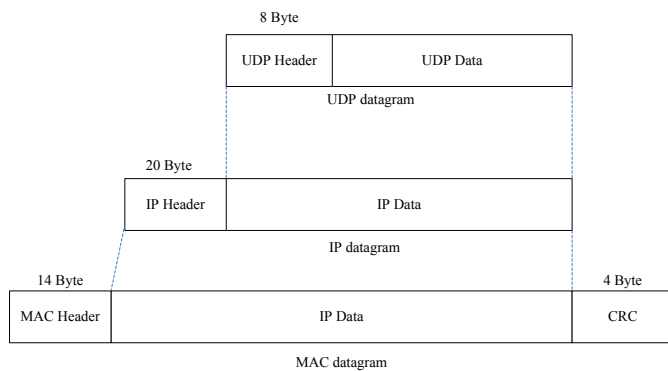 8 Byte
UDP Header
UDP Data
UDP datagram
20 Byte
IP Header
IP Data
IP datagram
14 Byte
4 Byte
MAC Header
IP Data
CRC
MAC datagram